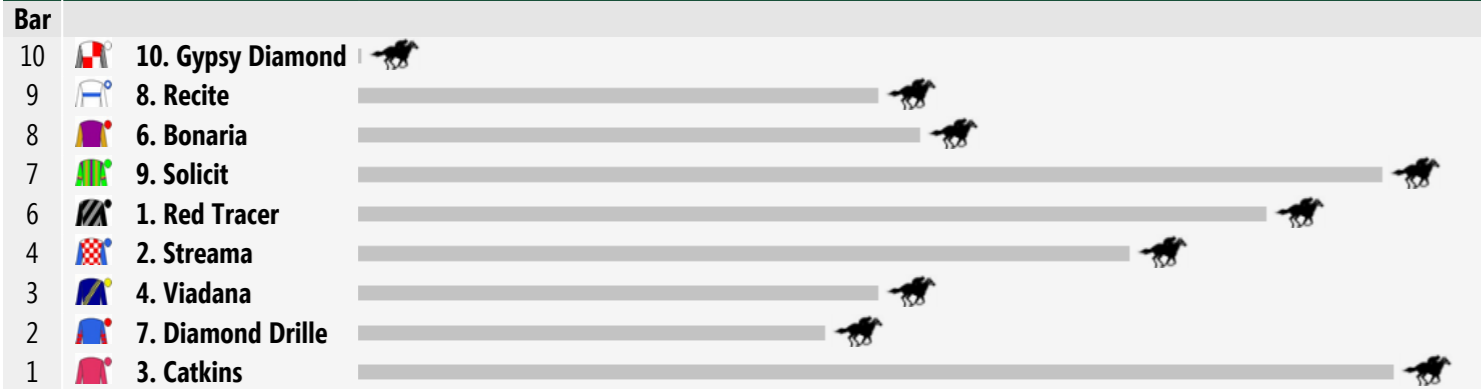 Bar
10 10. Gypsy Diamond
9 8. Recite
8 6. Bonaria
7 9. Solicit
6 1. Red Tracer
4 2. Streama
3 4. Viadana
2 7. Diamond Drille
1 3. Catkins